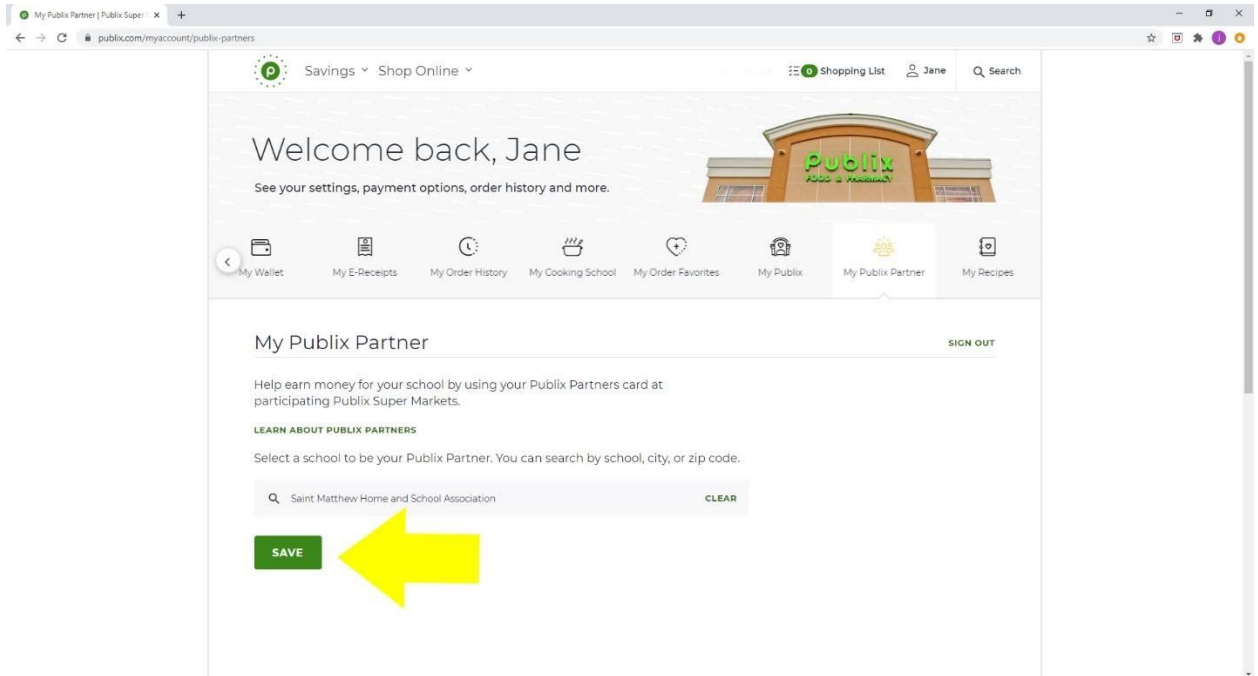 My Publix Partner | Publix Super
publix.com/myaccount/publix-partners
p
Savings Shop Online
0 Shopping List Jane Search
Welcome back, Jane
See your settings, payment options, order history and more.
Publix
FOOD & PHARMACY
My Wallet My E-Receipts My Order History My Cooking School My Order Favorites My Publix My Publix Partner My Recipes
My Publix Partner
SIGN OUT
Help earn money for your school by using your Publix Partners card at
participating Publix Super Markets.
LEARN ABOUT PUBLIX PARTNERS
Select a school to be your Publix Partner. You can search by school, city, or zip code.
Saint Matthew Home and School Association CLEAR
SAVE